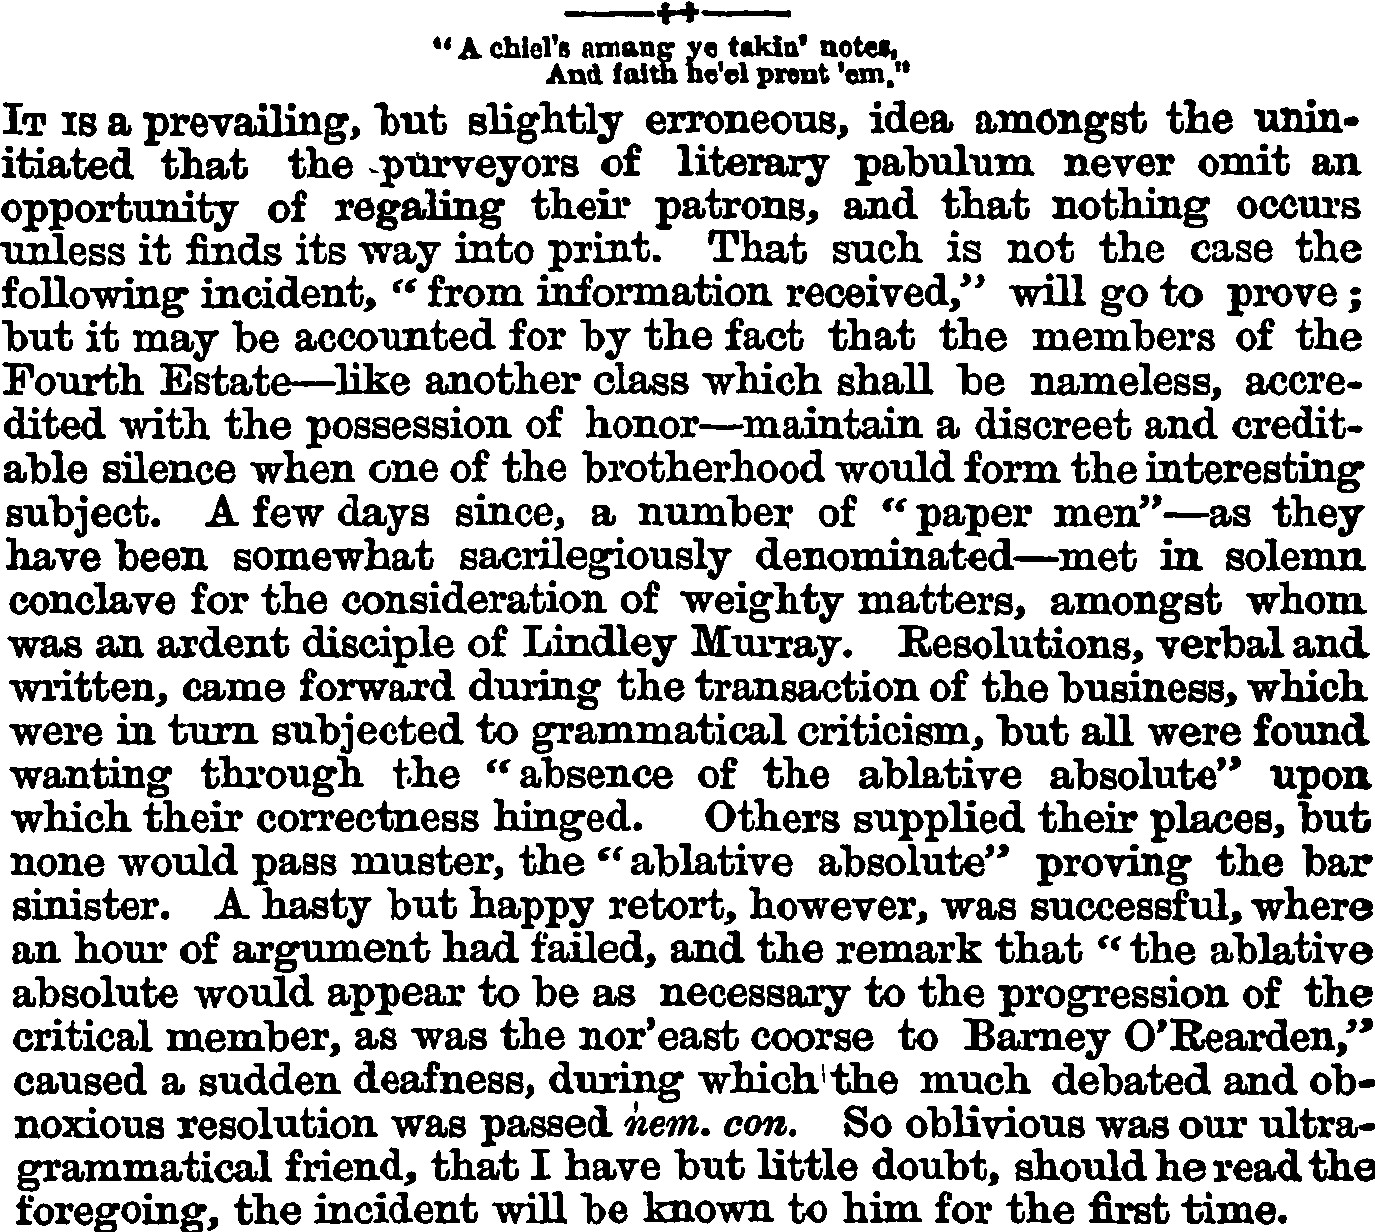 "A chiel's amang ye takin' notes,
And faith he'el prent 'em."
IT IS a prevailing, but slightly erroneous, idea amongst the unin-
itiated that the purveyors of literary pabulum never omit an
opportunity of regaling their patrons, and that nothing occurs
unless it finds its way into print. That such is not the case the
following incident, "from information received," will go to prove;
but it may be accounted for by the fact that the members of the
Fourth Estate—like another class which shall be nameless, accre-
dited with the possession of honor—maintain a discreet and credit-
able silence when one of the brotherhood would form the interesting
subject. A few days since, a number of "paper men"—as they
have been somewhat sacrilegiously denominated—met in solemn
conclave for the consideration of weighty matters, amongst whom
was an ardent disciple of Lindley Murray. Resolutions, verbal and
written, came forward during the transaction of the business, which
were in turn subjected to grammatical criticism, but all were found
wanting through the "absence of the ablative absolute" upon
which their correctness hinged. Others supplied their places, but
none would pass muster, the "ablative absolute" proving the bar
sinister. A hasty but happy retort, however, was successful, where
an hour of argument had failed, and the remark that "the ablative
absolute would appear to be as necessary to the progression of the
critical member, as was the nor'east coorse to Barney O'Rearden,"
caused a sudden deafness, during which the much debated and ob-
noxious resolution was passed nem. con. So oblivious was our ultra-
grammatical friend, that I have but little doubt, should he read the
foregoing, the incident will be known to him for the first time.